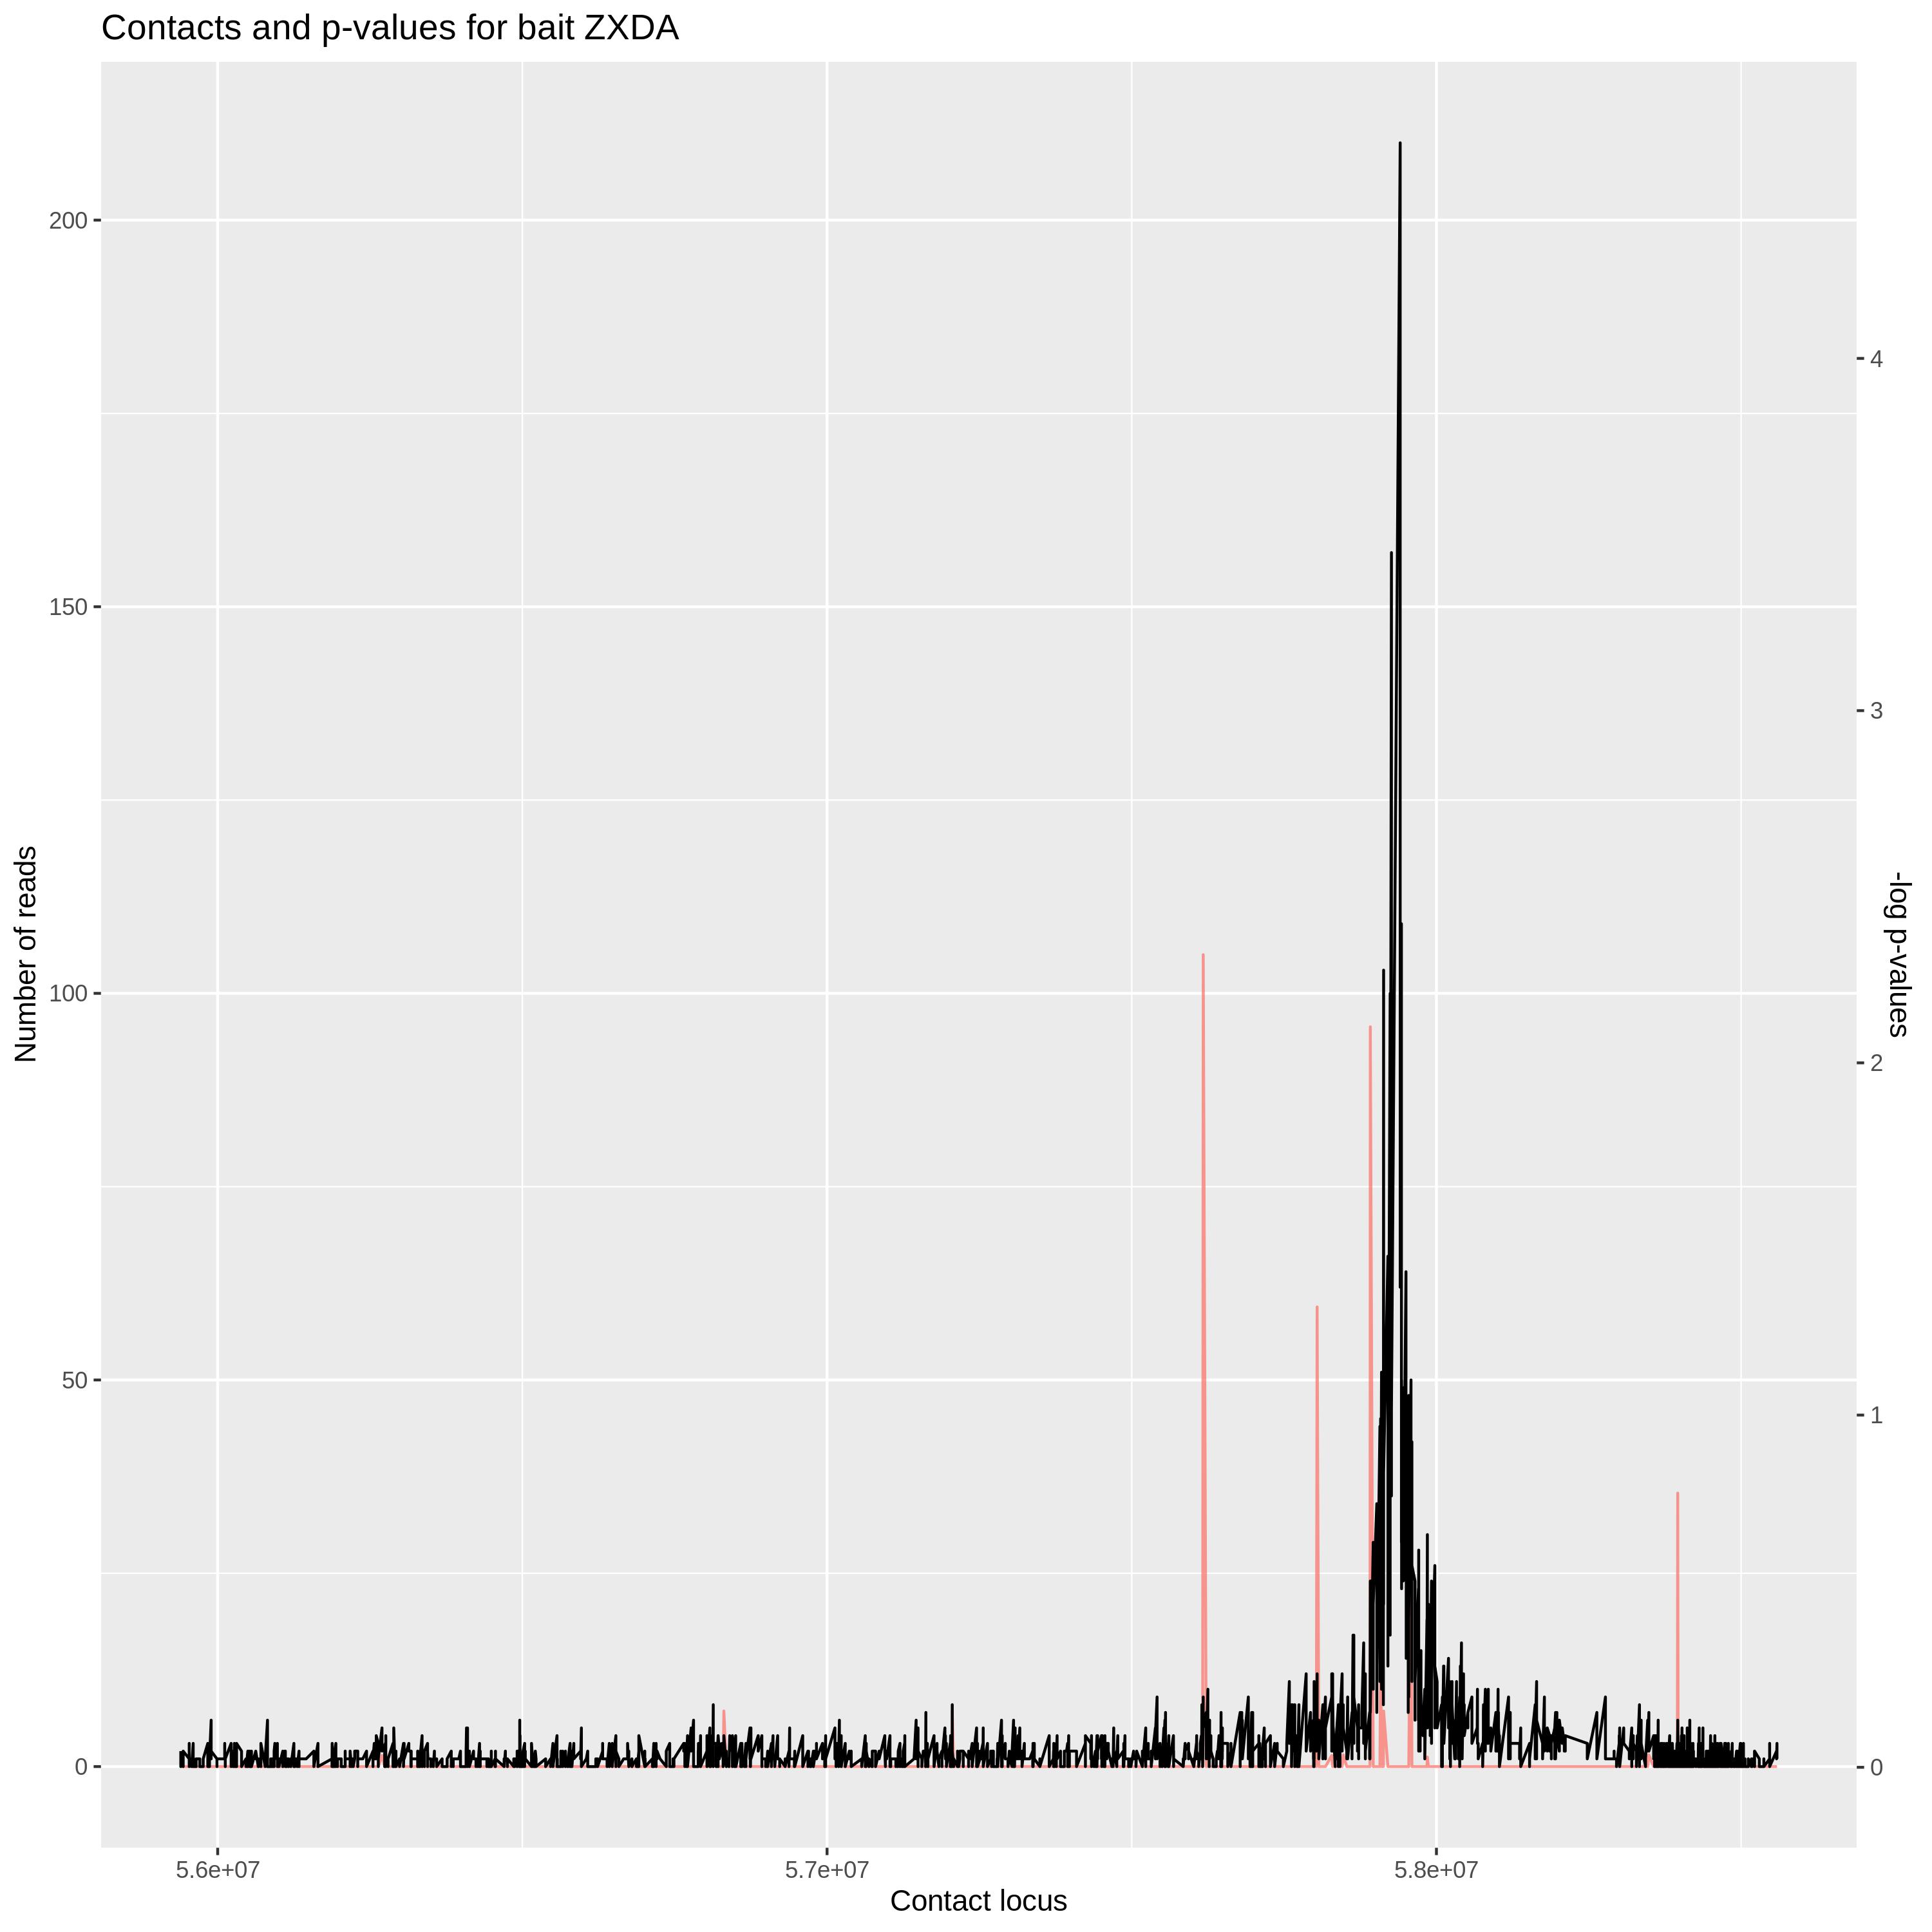 Contacts and p-values for bait ZXDA
200
150
100
50
0
Number of reads
4
3
2
1
0
-log p-values
5.6e+07
5.7e+07
5.8e+07
Contact locus